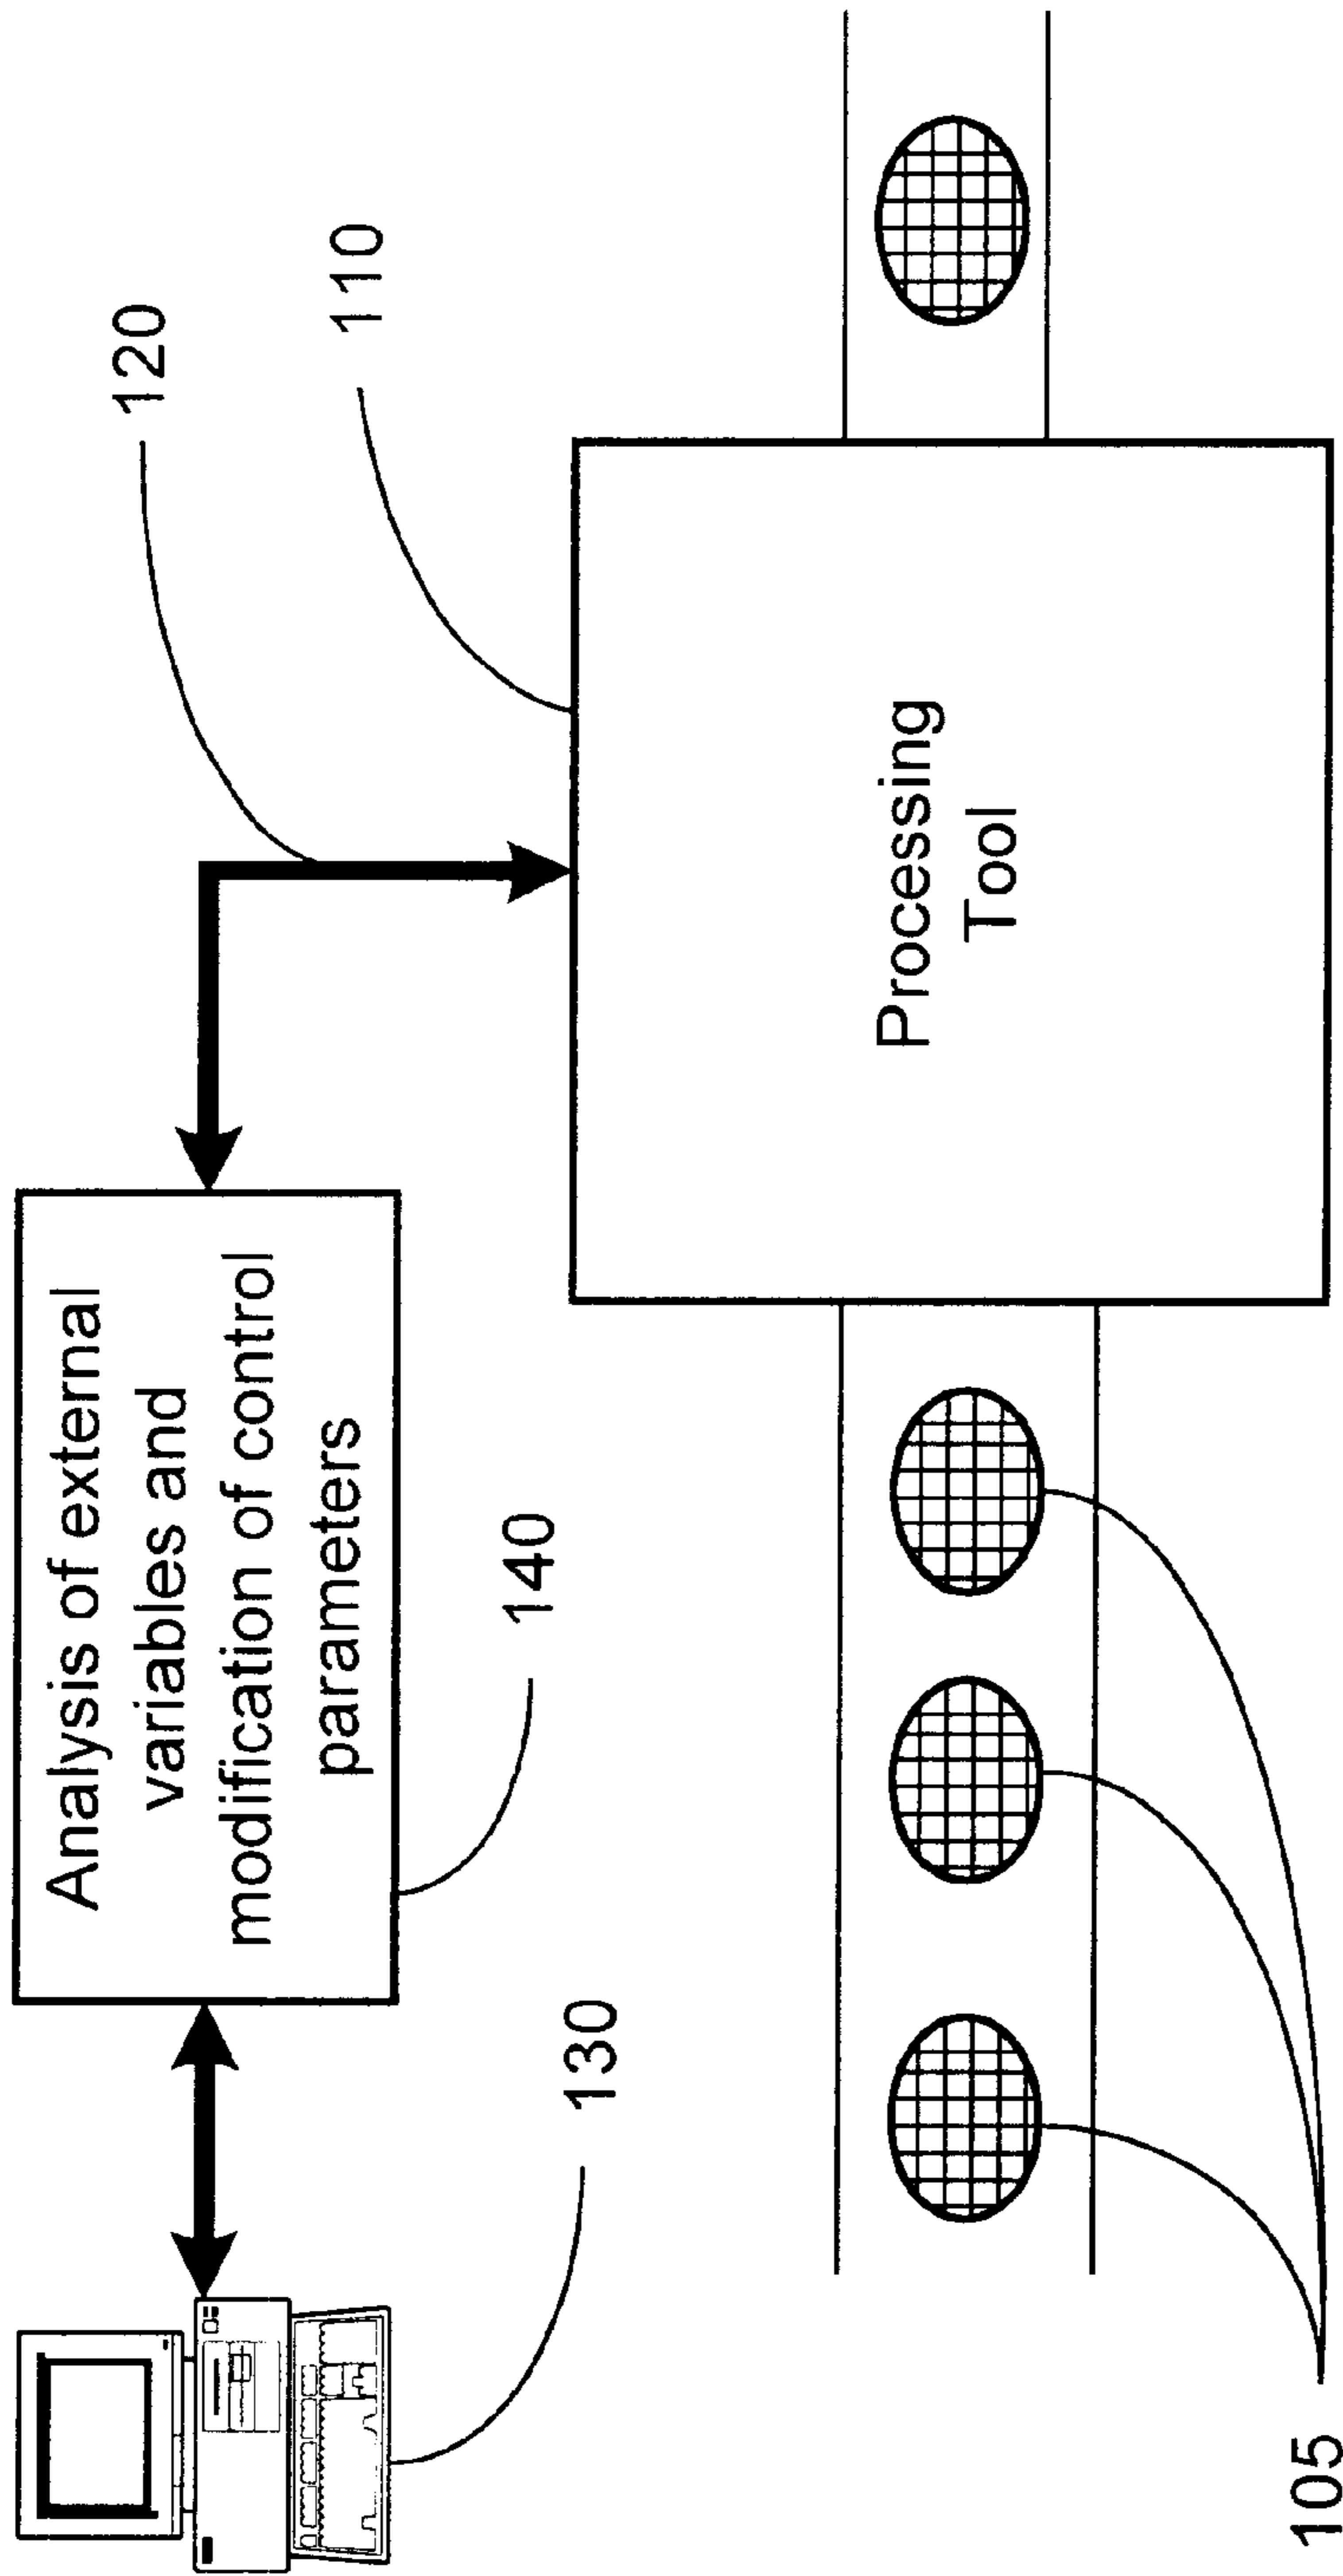 Analysis of external
variables and
modification of control
parameters
120
110
140
130
Processing
Tool
105